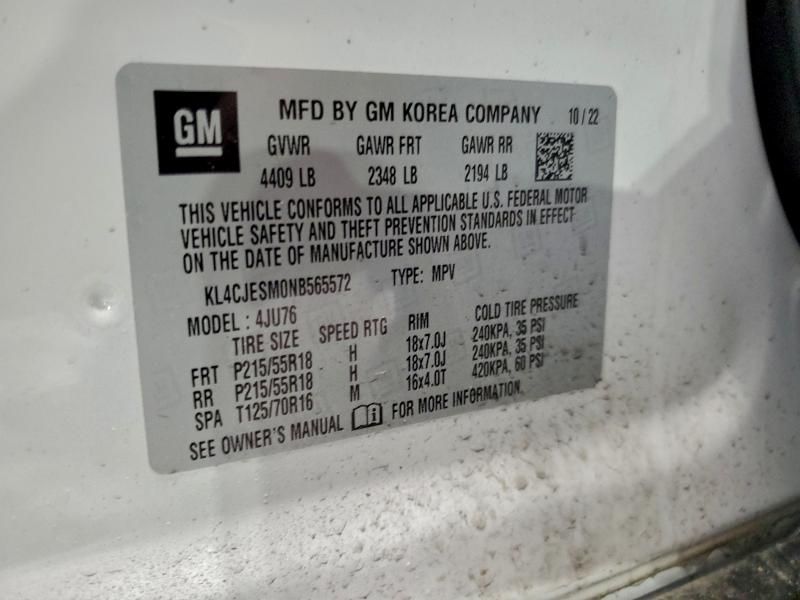 GM
MFD BY GM KOREA COMPANY 10/22
GVWR GAWR FRT GAWR RR
4409 LB 2348 LB 2194 LB
THIS VEHICLE CONFORMS TO ALL APPLICABLE U.S. FEDERAL MOTOR
VEHICLE SAFETY AND THEFT PREVENTION STANDARDS IN EFFECT
ON THE DATE OF MANUFACTURE SHOWN ABOVE.
KL4CJESM0NB565572 TYPE: MPV
MODEL : 4JU76
TIRE SIZE SPEED RTG RIM COLD TIRE PRESSURE
FRT P215/55R18 H 18x7.0J 240KPA, 35 PSI
RR P215/55R18 H 18x7.0J 240KPA, 35 PSI
SPA T125/70R16 M 16x4.0T 420KPA, 60 PSI
SEE OWNER'S MANUAL FOR MORE INFORMATION.